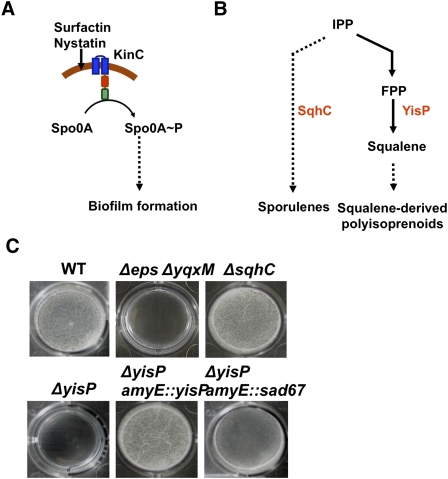 A
Surfactin
Nystatin
KinC
Spo0A
Spo0A~P
Biofilm formation
B
IPP
FPP
SqhC
YisP
Squalene
Sporulenes
Squalene-derived
polyisoprenoids
C
WT
Δeps ΔyqxM
ΔsqhC
ΔyisP
ΔyisP
amyE::yisP
ΔyisP
amyE::sad67